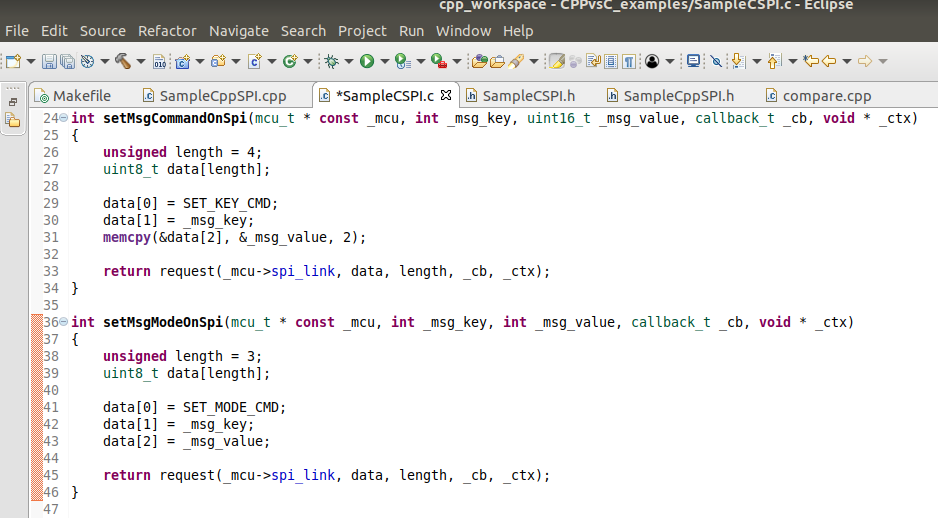 cpp_workspace - CPPvsC_examples/SampleCSPI.c - Eclipse
File Edit Source Refactor Navigate Search Project Run Window Help
Makefile SampleCppSPI.cpp *SampleCSPI.c SampleCSPI.h SampleCppSPI.h compare.cpp
24 int setMsgCommandOnSpi(mcu_t * const _mcu, int _msg_key, uint16_t _msg_value, callback_t _cb, void * _ctx)
25 {
26     unsigned length = 4;
27     uint8_t data[length];
28
29     data[0] = SET_KEY_CMD;
30     data[1] = _msg_key;
31     memcpy(&data[2], &_msg_value, 2);
32
33     return request(_mcu->spi_link, data, length, _cb, _ctx);
34 }
35
36 int setMsgModeOnSpi(mcu_t * const _mcu, int _msg_key, int _msg_value, callback_t _cb, void * _ctx)
37 {
38     unsigned length = 3;
39     uint8_t data[length];
40
41     data[0] = SET_MODE_CMD;
42     data[1] = _msg_key;
43     data[2] = _msg_value;
44
45     return request(_mcu->spi_link, data, length, _cb, _ctx);
46 }
47